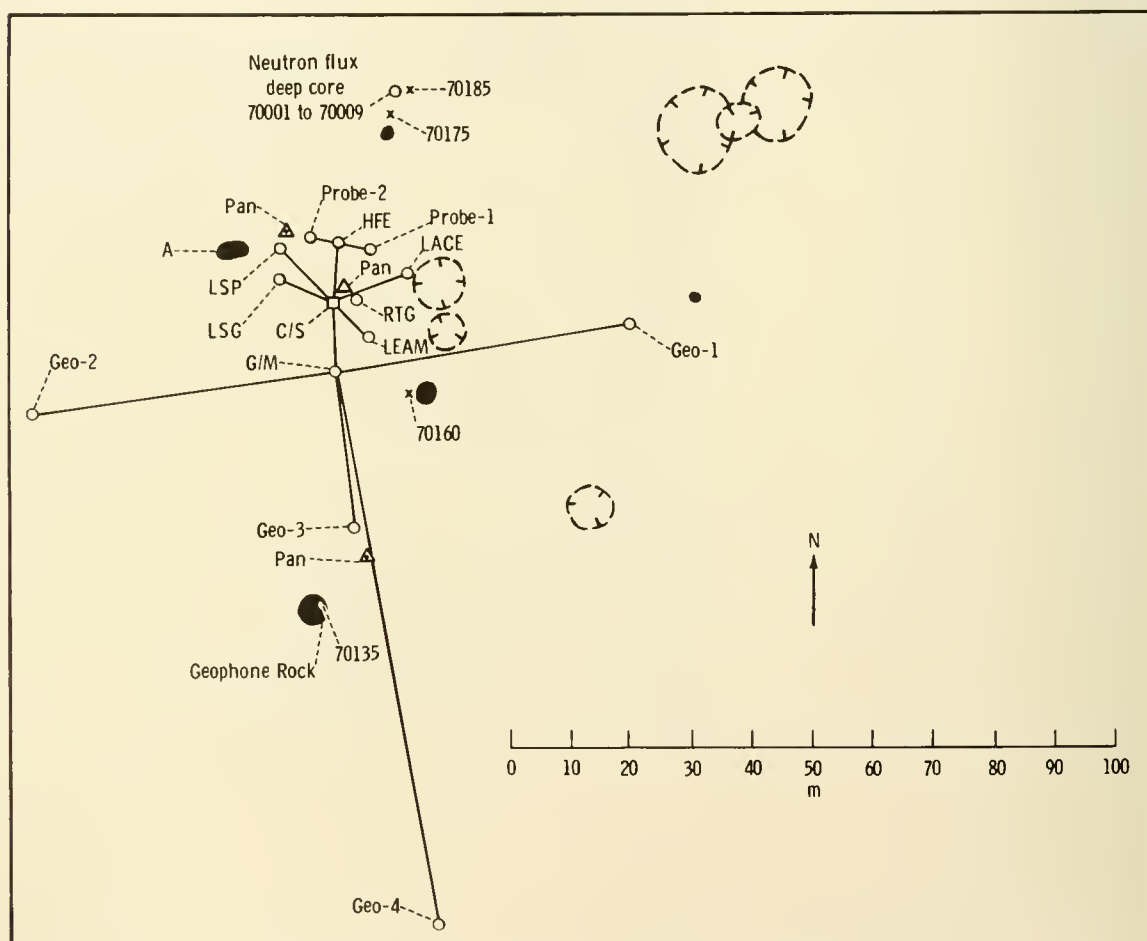 Neutron flux
deep core
70001 to 70009
70185
70175
Probe-2
Pan
HFE
Probe-1
A
LACE
Pan
LSP
RTG
LSG
C/S
LEAM
Geo-1
G/M
Geo-2
70160
Geo-3
Pan
N
70135
Geophone Rock
0 10 20 30 40 50 60 70 80 90 100
m
Geo-4